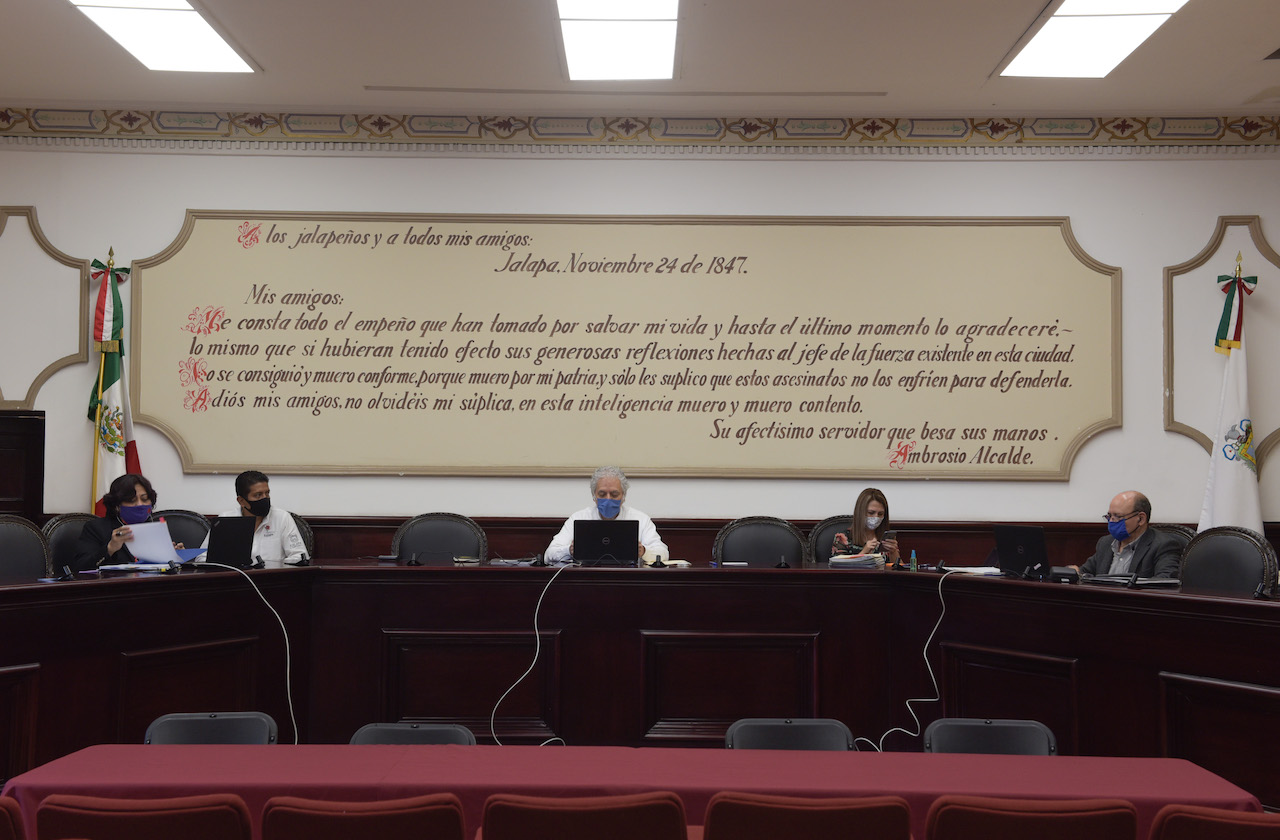 A los jalapeños y a todos mis amigos:
Jalapa, Noviembre 24 de 1847.
Mis amigos:
Me consta todo el empeño que han tomado por salvar mi vida y hasta el último momento lo agradeceré,~
lo mismo que si hubieran tenido efecto sus generosas reflexiones hechas al jefe de la fuerza existente en esta ciudad.
No se consiguió y muero conforme, porque muero por mi patria, y sólo les suplico que estos asesinatos no los enfríen para defenderla.
Adiós mis amigos, no olvidéis mi súplica, en esta inteligencia muero y muero contento.
Su afectísimo servidor que besa sus manos.
Ambrosio Alcalde.